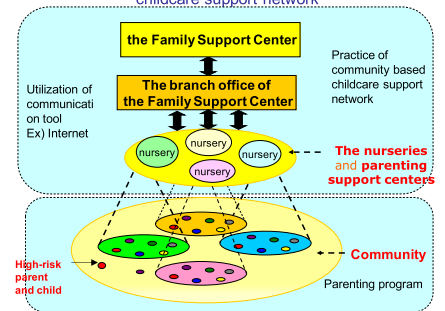 childcare support network
the Family Support Center
The branch office of
the Family Support Center
Practice of
community based
childcare support
network
Utilization of
communicati
on tool
Ex) Internet
nursery
nursery
nursery
nursery
The nurseries
and parenting
support centers
Community
High-risk
parent
and child
Parenting program